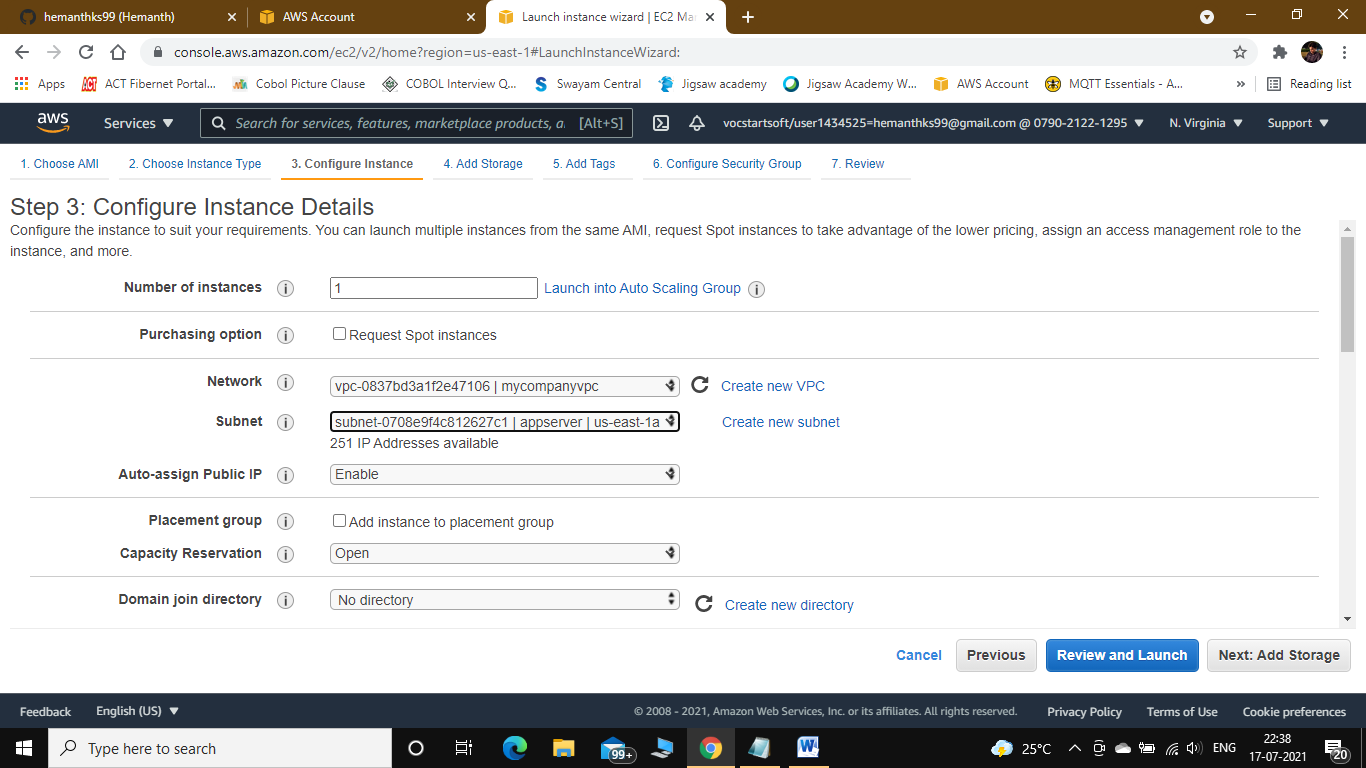 hemanthks99 (Hemanth)
AWS Account
Launch instance wizard | EC2 Ma
console.aws.amazon.com/ec2/v2/home?region=us-east-1#LaunchInstanceWizard:
Apps
ACT ACT Fibernet Portal...
Cobol Picture Clause
COBOL Interview Q...
Swayam Central
Jigsaw academy
Jigsaw Academy W...
AWS Account
MQTT Essentials - A...
»
Reading list
aws
Services
Search for services, features, marketplace products, a [Alt+S]
vocstartsoft/user1434525=hemanthks99@gmail.com @ 0790-2122-1295
N. Virginia
Support
1. Choose AMI
2. Choose Instance Type
3. Configure Instance
4. Add Storage
5. Add Tags
6. Configure Security Group
7. Review
Step 3: Configure Instance Details
Configure the instance to suit your requirements. You can launch multiple instances from the same AMI, request Spot instances to take advantage of the lower pricing, assign an access management role to the
instance, and more.
Number of instances i 1 Launch into Auto Scaling Group i
Purchasing option i Request Spot instances
Network i vpc-0837bd3a1f2e47106 | mycompanyvpc Create new VPC
Subnet i subnet-0708e9f4c812627c1 | appserver | us-east-1a Create new subnet
251 IP Addresses available
Auto-assign Public IP i Enable
Placement group i Add instance to placement group
Capacity Reservation i Open
Domain join directory i No directory Create new directory
Cancel
Previous
Review and Launch
Next: Add Storage
Feedback
English (US)
© 2008 - 2021, Amazon Web Services, Inc. or its affiliates. All rights reserved.
Privacy Policy
Terms of Use
Cookie preferences
Type here to search
99+
W
25°C
ENG
22:38
17-07-2021
20